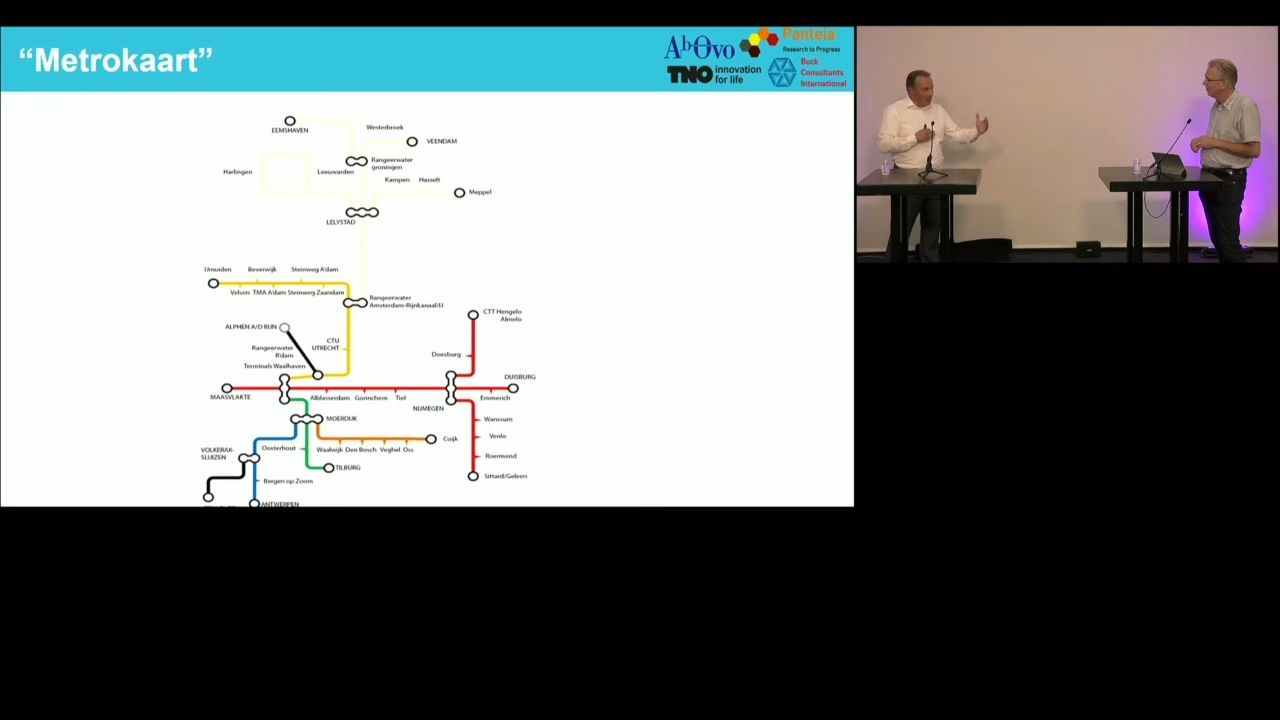 “Metrokaart”
AbOvo
Panteia
Research to Progress
TNO innovation
for life
Buck
Consultants
International
EEMSHAVEN
Westerbroek
VEENDAM
Rangeerwater
groningen
Harlingen
Leeuwarden
Kampen Hasselt
Meppel
LELYSTAD
IJmuiden Beverwijk Steinweg A'dam
Velsen TMA A'dam Steinweg Zaandam
Rangeerwater
Amsterdam-Rijnkanaal/IJ
CTT Hengelo
Almelo
ALPHEN A/D RIJN
Rangeerwater
R'dam
CTU
UTRECHT
Doesburg
Terminals Waalhaven
DUISBURG
MAASVLAKTE
Alblasserdam Gorinchem Tiel
Emmerich
NIJMEGEN
MOERDIJK
Wanssum
Venlo
Roermond
Sittard/Geleen
VOLKERAK-
SLUIZEN
Oosterhout
Waalwijk Den Bosch Veghel Oss
Cuijk
TILBURG
Bergen op Zoom
ANTWERPEN